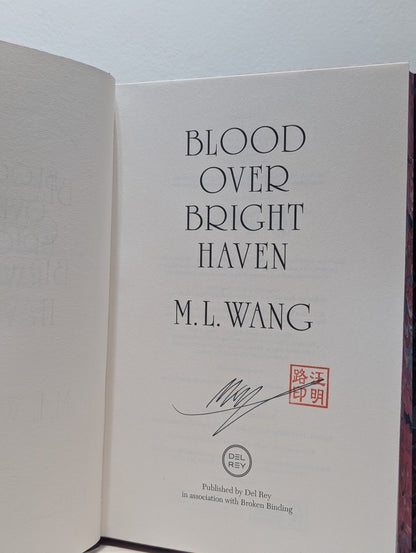 BLOOD
OVER
BRIGHT
HAVEN
M. L. WANG
汪明
路印
DEL
REY
Published by Del Rey
in association with Broken Binding